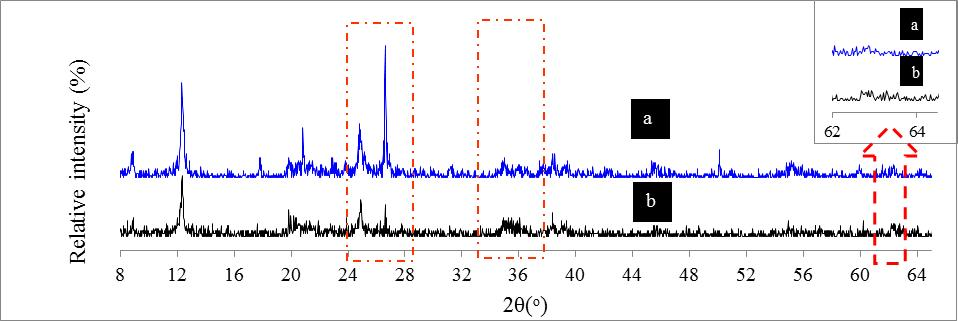 a
b
62 64
Relative intensity (%)
a
b
8 12 16 20 24 28 32 36 40 44 48 52 56 60 64
2θ(o)